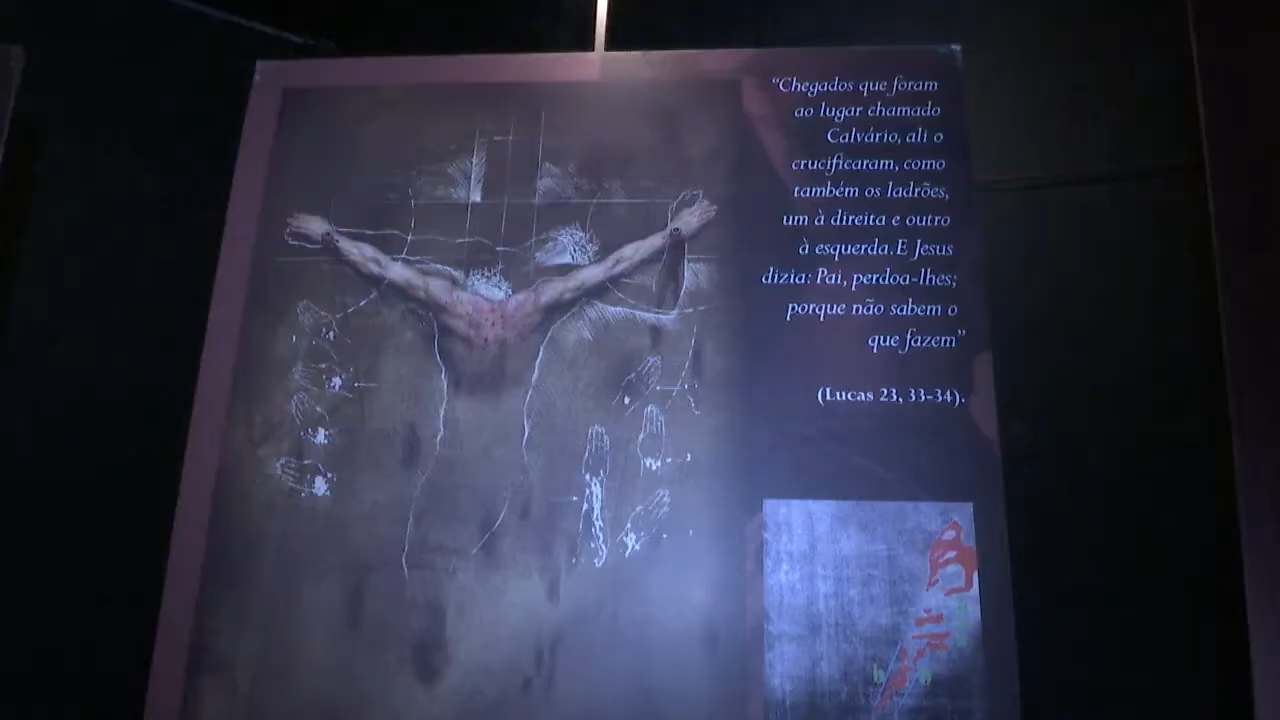 “Chegados que foram
ao lugar chamado
Calvário, ali o
crucificaram, como
também os ladrões,
um à direita e outro
à esquerda. E Jesus
dizia: Pai, perdoa-lhes;
porque não sabem o
que fazem”
(Lucas 23, 33-34).